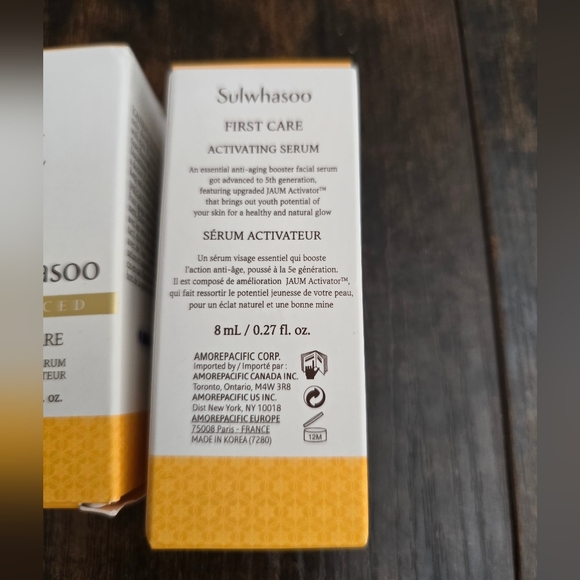 Sulwhasoo
FIRST CARE
ACTIVATING SERUM
An essential anti-aging booster facial serum
got advanced to 5th generation,
featuring upgraded JAUM Activator™
that brings out youth potential of
your skin for a healthy and natural glow
SÉRUM ACTIVATEUR
Un sérum visage essentiel qui booste
l'action anti-âge, poussé à la 5e génération.
Il est composé de amélioration JAUM Activator™,
qui fait ressortir le potentiel jeunesse de votre peau,
pour un éclat naturel et une bonne mine
8 mL / 0.27 fl. oz.
AMOREPACIFIC CORP.
Imported by / Importé par :
AMOREPACIFIC CANADA INC.
Toronto, Ontario, M4W 3R8
AMOREPACIFIC US INC.
Dist New York, NY 10018
AMOREPACIFIC EUROPE
75008 Paris - FRANCE
MADE IN KOREA (7280)
12M
asoo
CED
RE
RUM
TEUR
. oz.